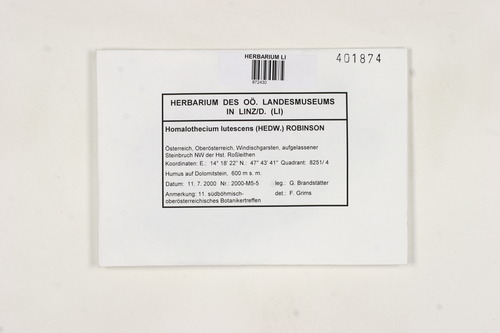 HERBARIUM LI
401874
HERBARIUM DES OÖ. LANDESMUSEUMS
IN LINZ/D. (LI)
Homalothecium lutescens (HEDW.) ROBINSON
Österreich, Oberösterreich, Windischgarsten, aufgelassener
Steinbruch NW der Hst. Roßleithen
Koordinaten: E.: 14° 18' 22" N.: 47° 43' 41" Quadrant: 8251/ 4
Humus auf Dolomitstein, 600 m s. m.
Datum: 11. 7. 2000 Nr.: 2000-M5-5 leg.: G. Brandstätter
Anmerkung: 11. südböhmisch- det.: F. Grims
oberösterreichisches Botanikertreffen